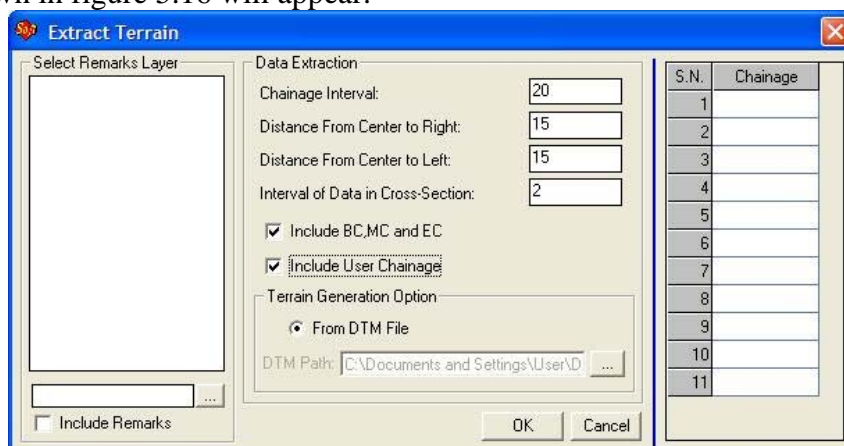 in figure 5.18 will appear.
Extract Terrain
Select Remarks Layer
...
Include Remarks
Data Extraction
Chainage Interval: 20
Distance From Center to Right: 15
Distance From Center to Left: 15
Interval of Data in Cross-Section: 2
Include BC,MC and EC
Include User Chainage
Terrain Generation Option
From DTM File
DTM Path: C:\Documents and Settings\User\D ...
OK Cancel
S.N. Chainage
1
2
3
4
5
6
7
8
9
10
11